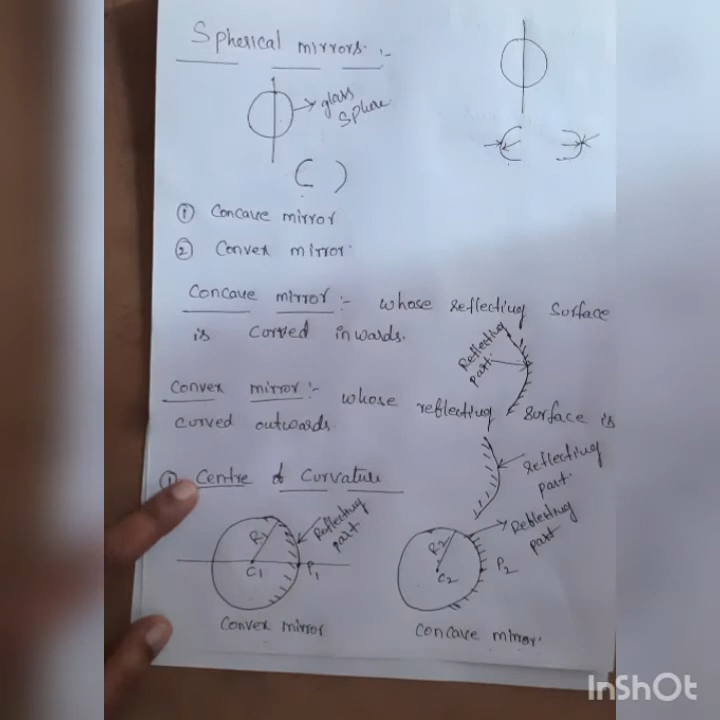 Spherical mirrors :-
glass
sphere
( )
① Concave mirror
② Convex mirror.
Concave mirror :- whose reflecting surface
is curved inwards.
Reflecting
part.
Convex mirror :- whose reflecting surface is
curved outwards.
reflecting
part.
① Centre of Curvature
R1
C1
P1
Reflecting
part.
Convex mirror
R2
C2
P2
Reflecting
part
Concave mirror.
InShOt